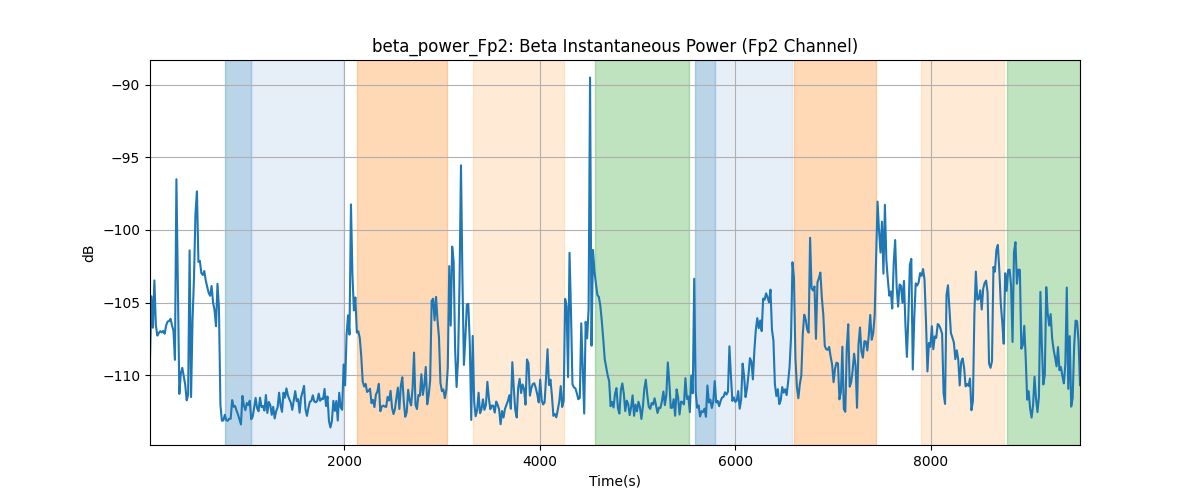 beta_power_Fp2: Beta Instantaneous Power (Fp2 Channel)
−90
−95
−100
−105
−110
dB
2000 4000 6000 8000
Time(s)